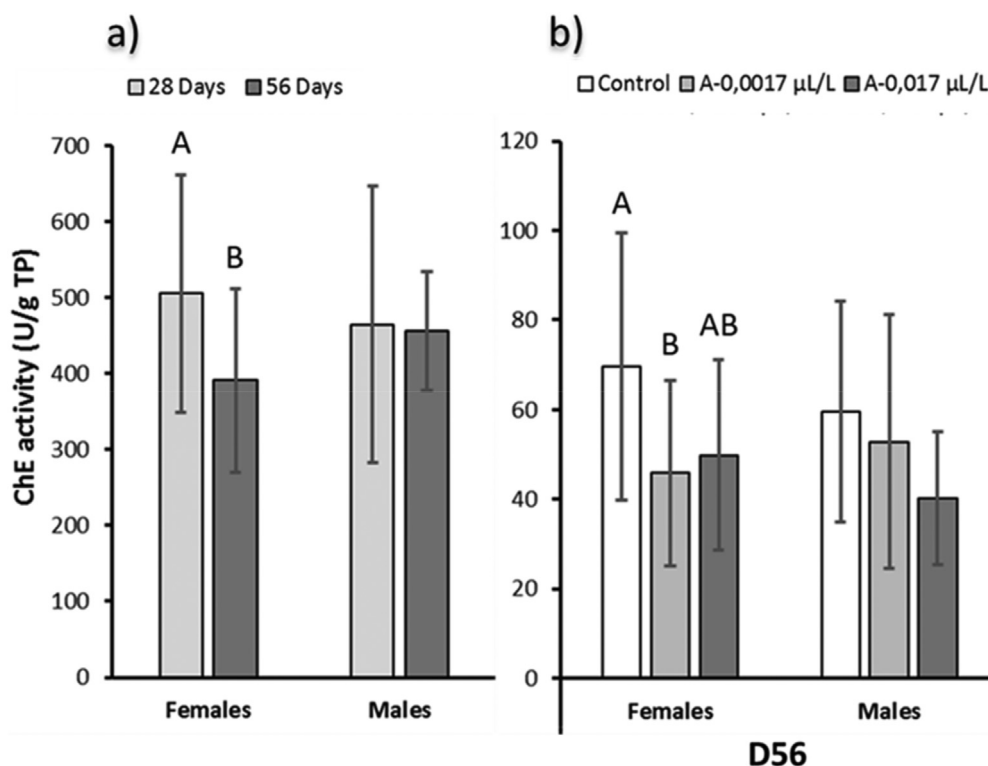 a)
28 Days 56 Days
ChE activity (U/g TP)
700
600
500
400
300
200
100
0
A
B
Females Males
b)
Control A-0,0017 µL/L A-0,017 µL/L
120
100
80
60
40
20
0
A
B
AB
Females Males
D56